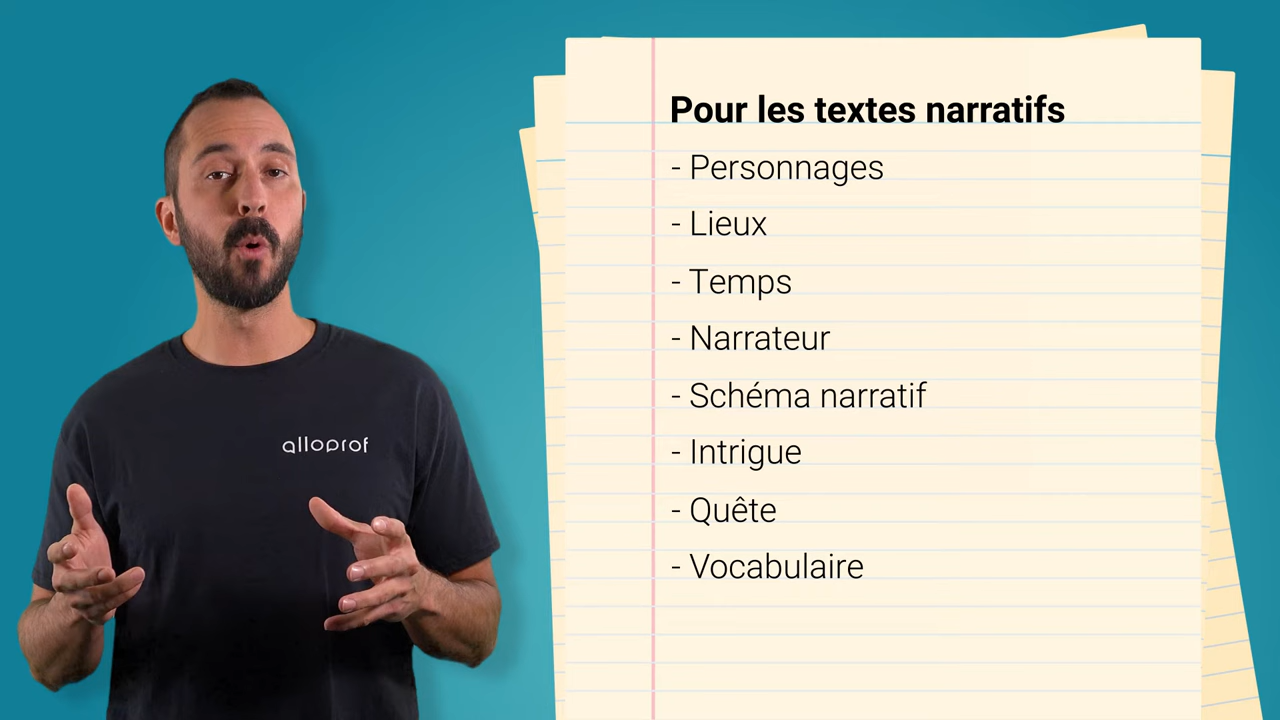 alloprof
Pour les textes narratifs
- Personnages
- Lieux
- Temps
- Narrateur
- Schéma narratif
- Intrigue
- Quête
- Vocabulaire